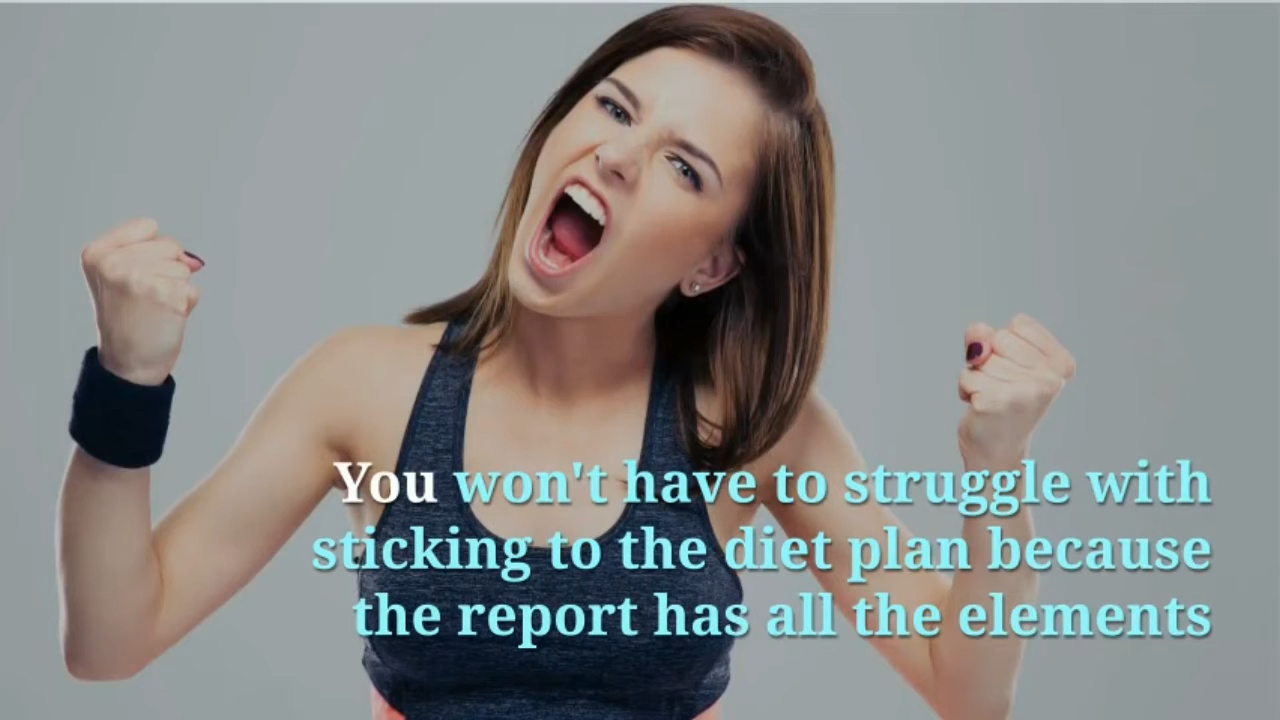 You won't have to struggle with
sticking to the diet plan because
the report has all the elements